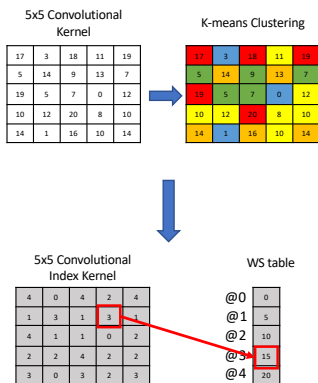 5x5 Convolutional
Kernel
K-means Clustering
17 3 18 11 19
5 14 9 13 7
19 5 7 0 12
10 12 20 8 10
14 1 16 10 14
17 3 18 11 19
5 14 9 13 7
19 5 7 0 12
10 12 20 8 10
14 1 16 10 14
5x5 Convolutional
Index Kernel
WS table
4 0 4 2 4
1 3 1 3 1
4 1 1 0 2
2 2 4 2 2
3 0 3 2 3
@0 0
@1 5
@2 10
@3 15
@4 20